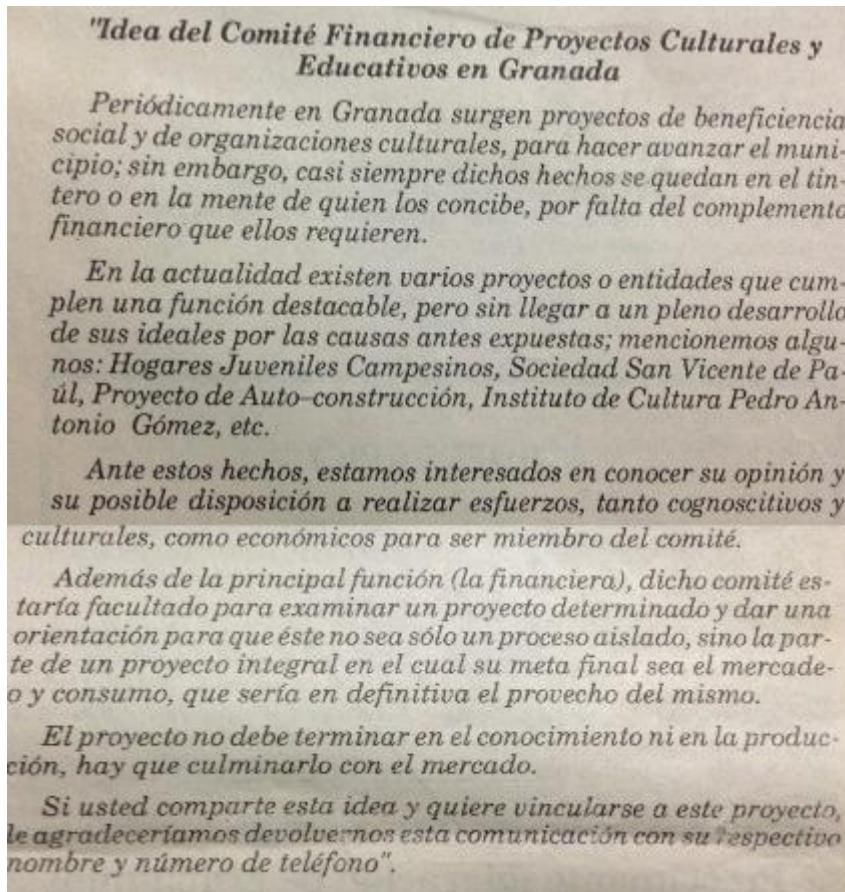 "Idea del Comité Financiero de Proyectos Culturales y
Educativos en Granada
Periódicamente en Granada surgen proyectos de beneficiencia
social y de organizaciones culturales, para hacer avanzar el muni-
cipio; sin embargo, casi siempre dichos hechos se quedan en el tin-
tero o en la mente de quien los concibe, por falta del complemento
financiero que ellos requieren.
En la actualidad existen varios proyectos o entidades que cum-
plen una función destacable, pero sin llegar a un pleno desarrollo
de sus ideales por las causas antes expuestas; mencionemos algu-
nos: Hogares Juveniles Campesinos, Sociedad San Vicente de Pa-
úl, Proyecto de Auto-construcción, Instituto de Cultura Pedro An-
tonio Gómez, etc.
Ante estos hechos, estamos interesados en conocer su opinión y
su posible disposición a realizar esfuerzos, tanto cognoscitivos y
culturales, como económicos para ser miembro del comité.
Además de la principal función (la financiera), dicho comité es-
taría facultado para examinar un proyecto determinado y dar una
orientación para que éste no sea sólo un proceso aislado, sino la par-
te de un proyecto integral en el cual su meta final sea el mercade-
o y consumo, que sería en definitiva el provecho del mismo.
El proyecto no debe terminar en el conocimiento ni en la produc-
ción, hay que culminarlo con el mercado.
Si usted comparte esta idea y quiere vincularse a este proyecto,
le agradeceríamos devolvernos esta comunicación con su respectivo
nombre y número de teléfono".